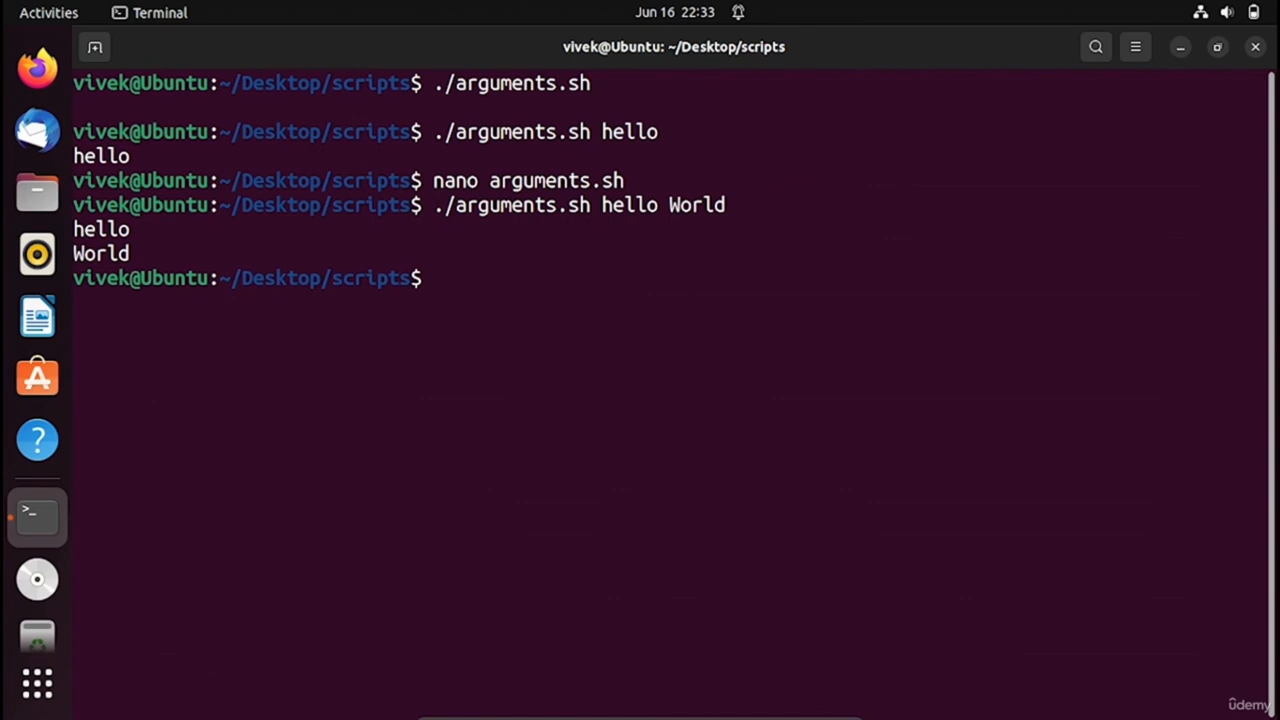 Activities Terminal Jun 16 22:33
vivek@Ubuntu: ~/Desktop/scripts
vivek@Ubuntu:~/Desktop/scripts$ ./arguments.sh
vivek@Ubuntu:~/Desktop/scripts$ ./arguments.sh hello
hello
vivek@Ubuntu:~/Desktop/scripts$ nano arguments.sh
vivek@Ubuntu:~/Desktop/scripts$ ./arguments.sh hello World
hello
World
vivek@Ubuntu:~/Desktop/scripts$
>_
?
udemy